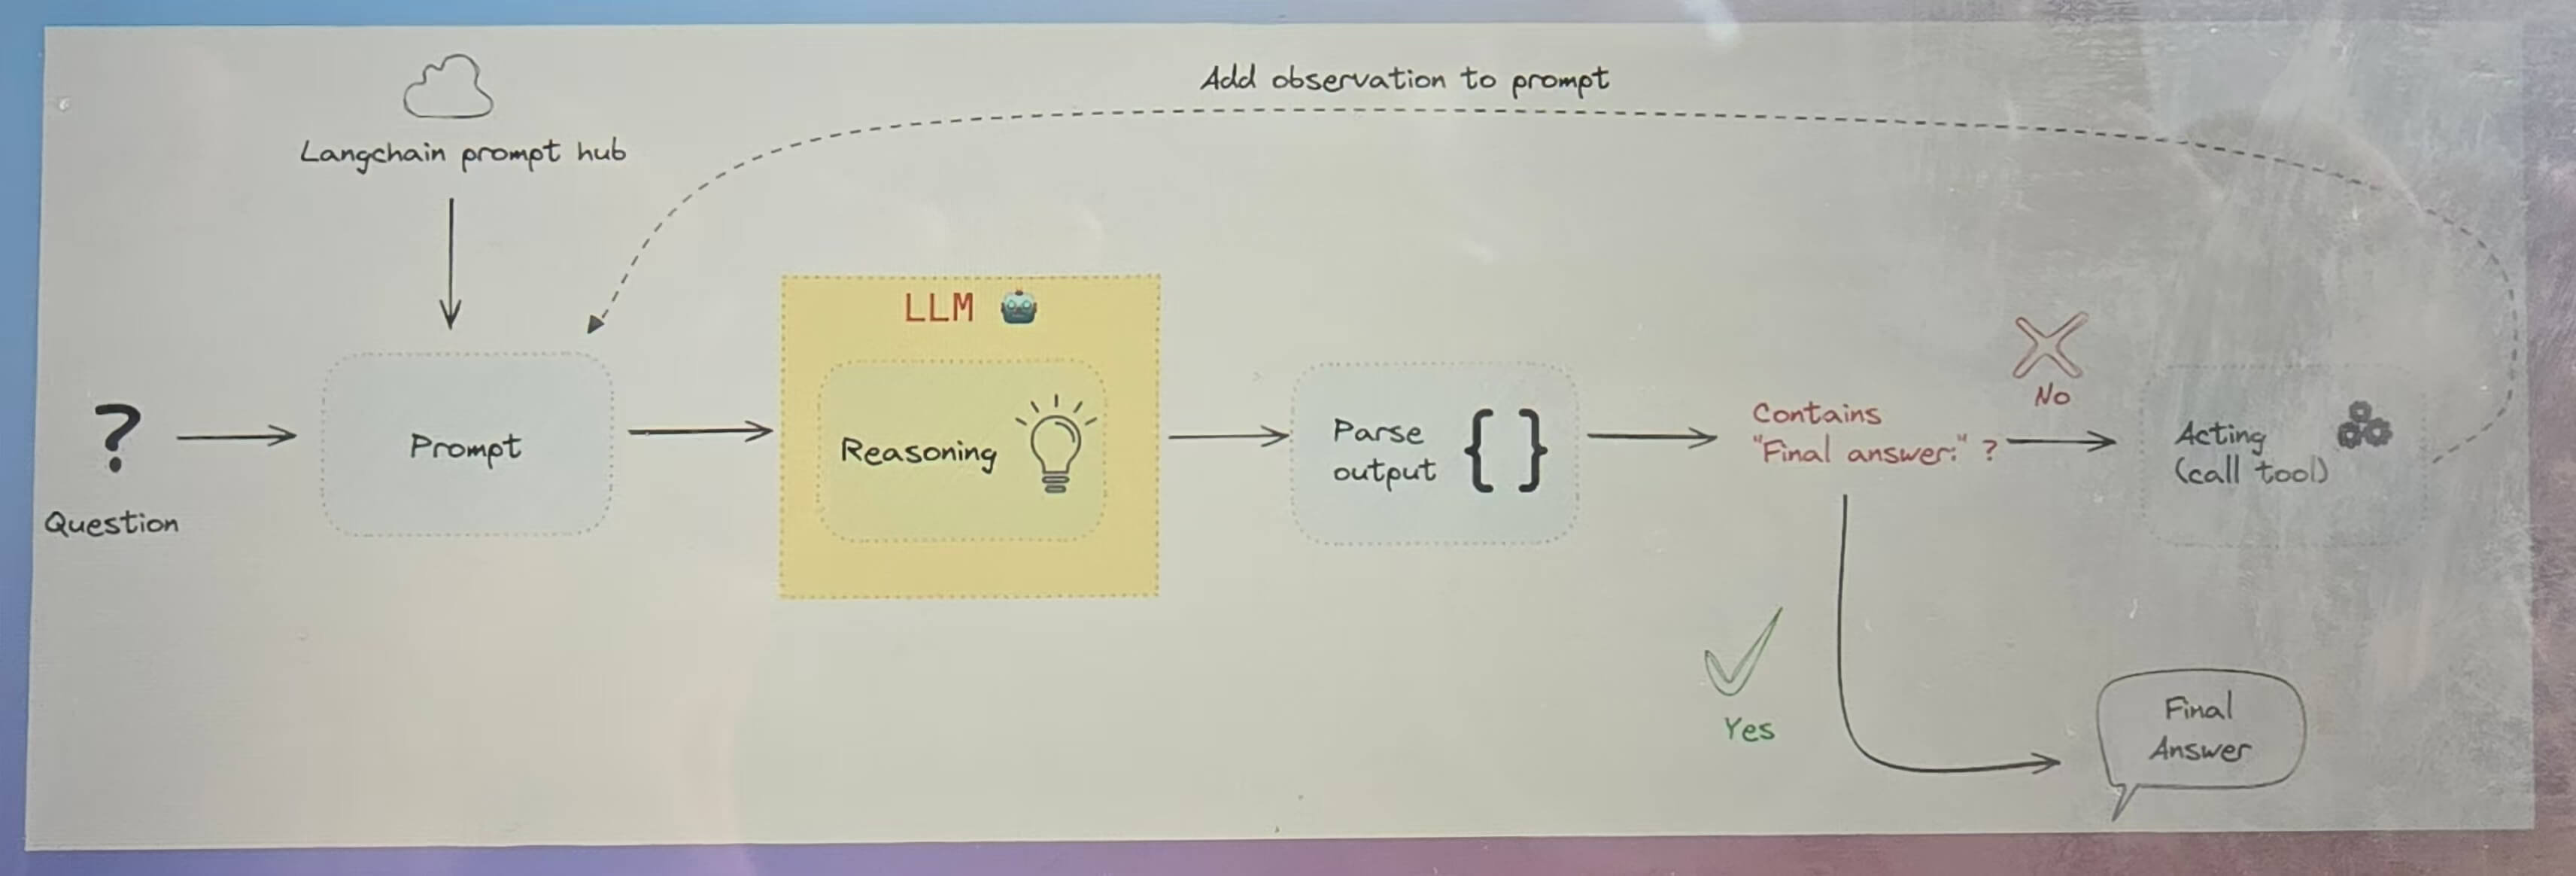 Add observation to prompt
Langchain prompt hub
LLM
?
Question
Prompt
Reasoning
Parse
output
{ }
Contains
"Final answer:" ?
No
Acting
(call tool)
Yes
Final
Answer